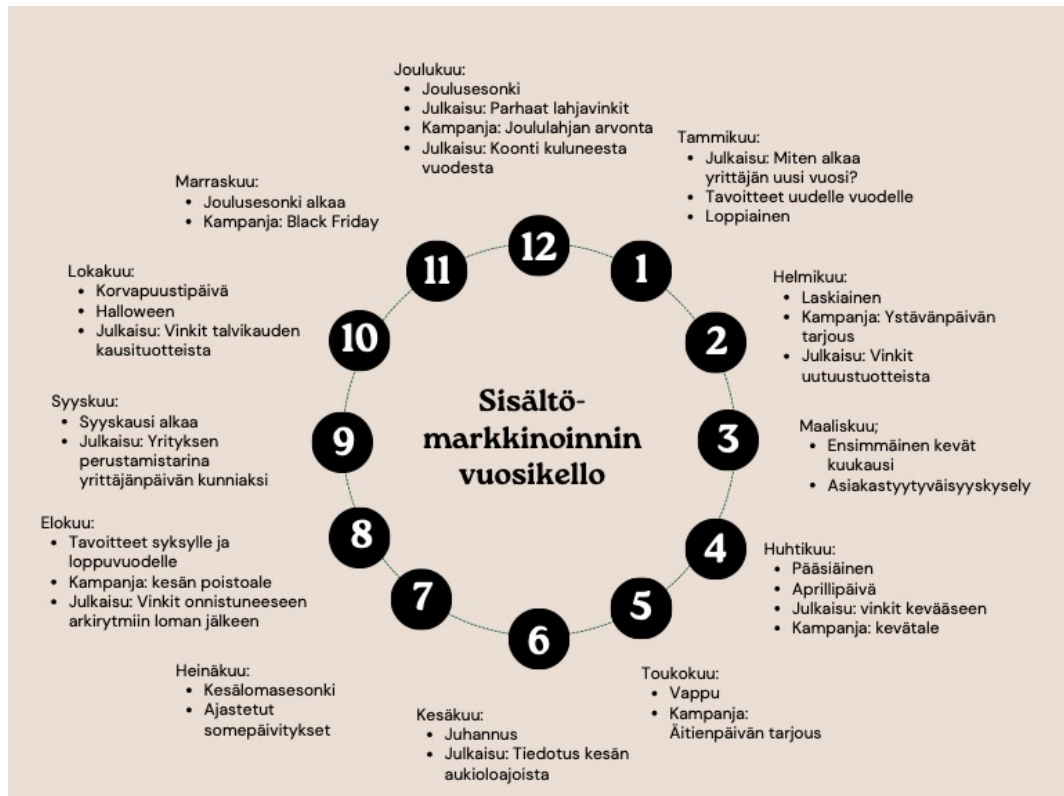 Joulukuu:
• Joulusesonki
• Julkaisu: Parhaat lahjavinkit
• Kampanja: Joululahjan arvonta
• Julkaisu: Koonti kuluneesta
vuodesta
Tammikuu:
• Julkaisu: Miten alkaa
yrittäjän uusi vuosi?
• Tavoitteet uudelle vuodelle
• Loppiainen
Helmikuu:
• Laskiainen
• Kampanja: Ystävänpäivän
tarjous
• Julkaisu: Vinkit
uutuustuotteista
Maaliskuu;
• Ensimmäinen kevät
kuukausi
• Asiakastyytyväisyyskysely
Huhtikuu:
• Pääsiäinen
• Aprillipäivä
• Julkaisu: vinkit kevääseen
• Kampanja: kevätale
Toukokuu:
• Vappu
• Kampanja:
Äitienpäivän tarjous
Kesäkuu:
• Juhannus
• Julkaisu: Tiedotus kesän
aukioloajoista
Heinäkuu:
• Kesälomasesonki
• Ajastetut
somepäivitykset
Elokuu:
• Tavoitteet syksylle ja
loppuvuodelle
• Kampanja: kesän poistoale
• Julkaisu: Vinkit onnistuneeseen
arkirytmiin loman jälkeen
Syyskuu:
• Syyskausi alkaa
• Julkaisu: Yrityksen
perustamistarina
yrittäjänpäivän kunniaksi
Lokakuu:
• Korvapuustipäivä
• Halloween
• Julkaisu: Vinkit talvikauden
kausituotteista
Marraskuu:
• Joulusesonki alkaa
• Kampanja: Black Friday
12
1
2
3
4
5
6
7
8
9
10
11
Sisältö-
markkinoinnin
vuosikello